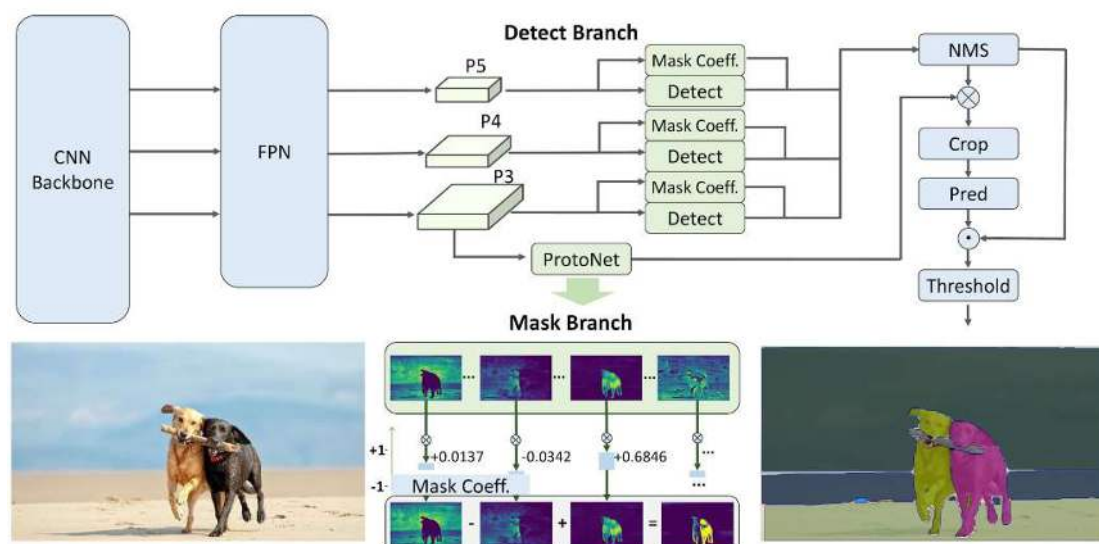 Detect Branch
CNN
Backbone
FPN
P5
P4
P3
Mask Coeff.
Detect
Mask Coeff.
Detect
Mask Coeff.
Detect
ProtoNet
NMS
Crop
Pred
Threshold
Mask Branch
... ... ...
+1-
-1-
+0.0137
-0.0342
+0.6846
...
...
Mask Coeff.
- + =